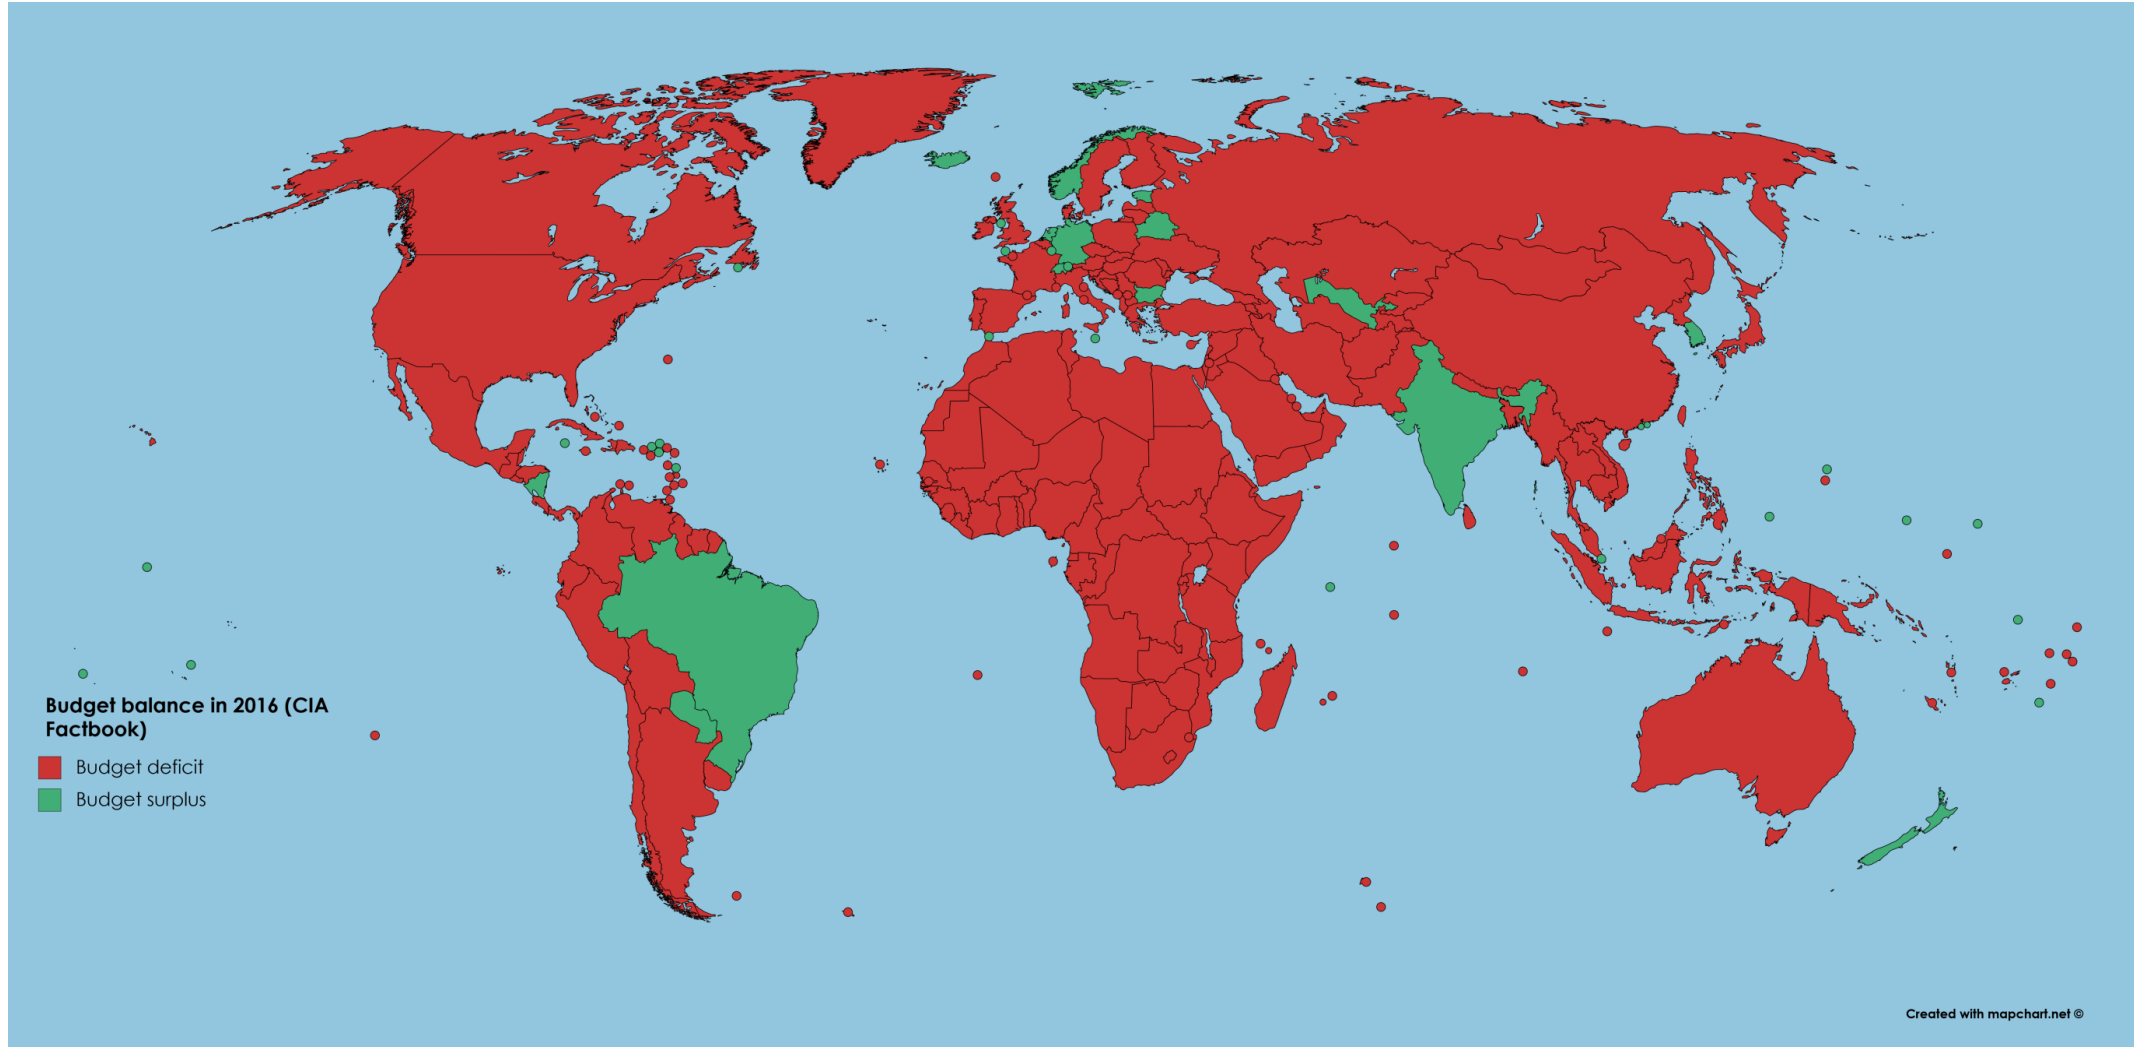 Budget balance in 2016 (CIA
Factbook)
Budget deficit
Budget surplus
Created with mapchart.net ©